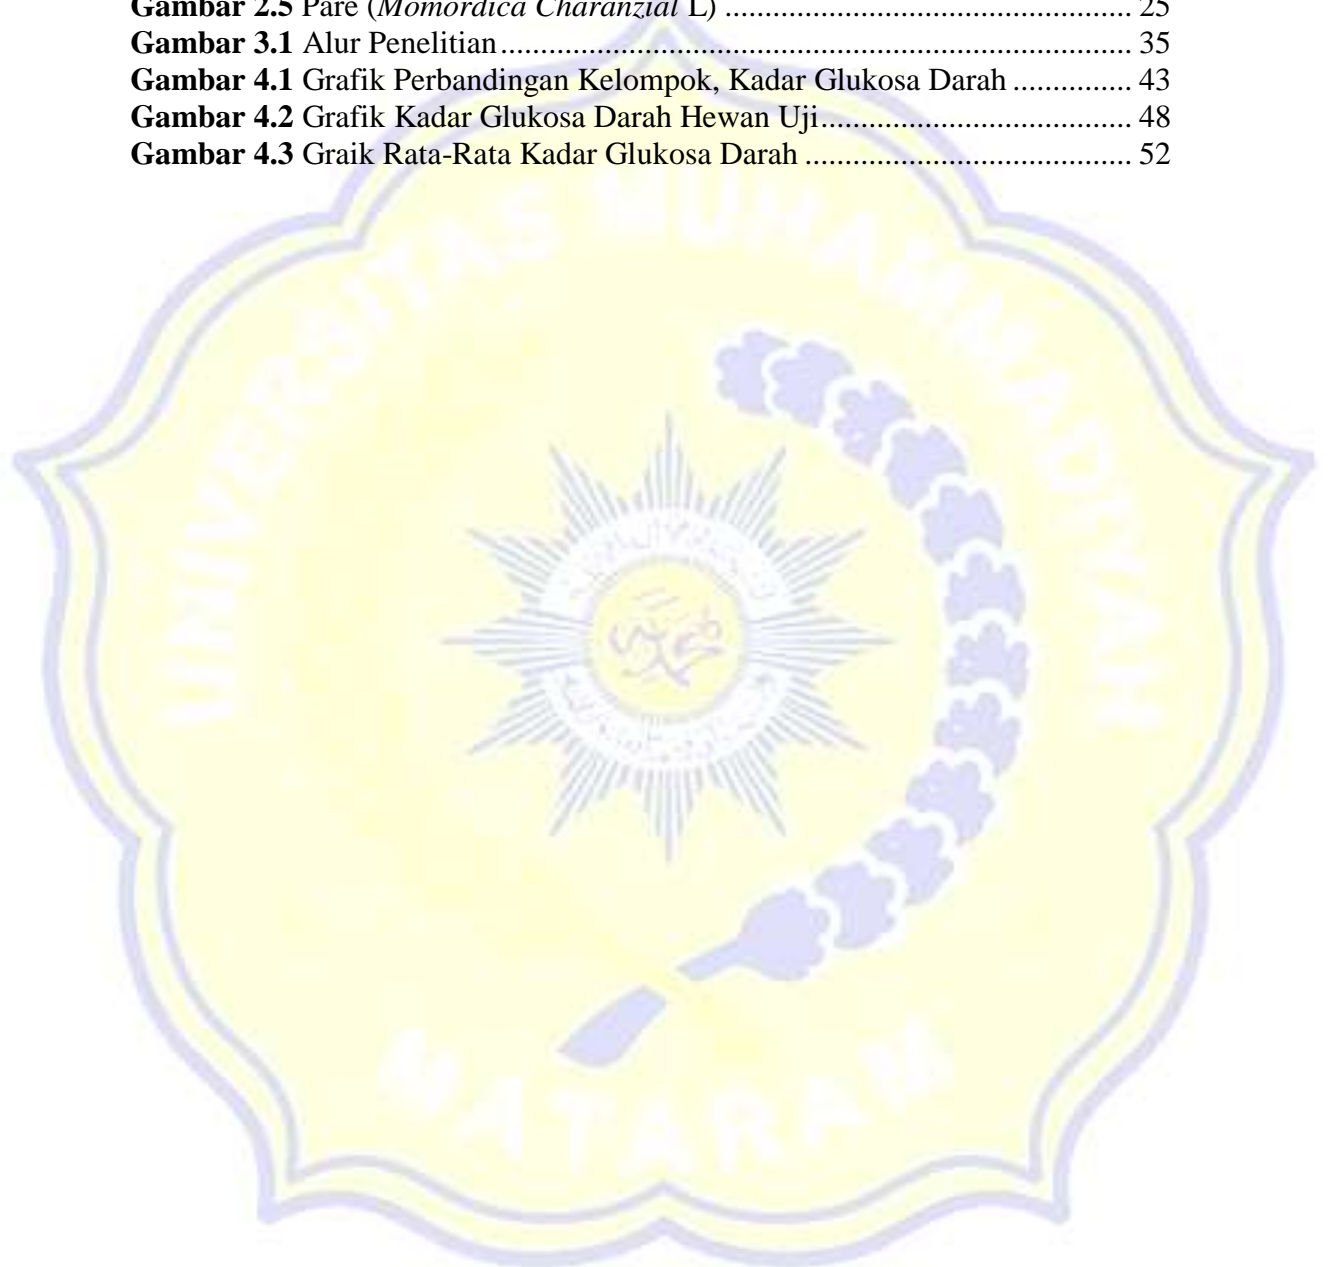 Gambar 2.5 Pare (Momordica Charanzial L) .................................................... 25
Gambar 3.1 Alur Penelitian ............................................................................... 35
Gambar 4.1 Grafik Perbandingan Kelompok, Kadar Glukosa Darah ............... 43
Gambar 4.2 Grafik Kadar Glukosa Darah Hewan Uji....................................... 48
Gambar 4.3 Graik Rata-Rata Kadar Glukosa Darah ......................................... 52
UNIVERSITAS MUHAMMADIYAH
MATARAM